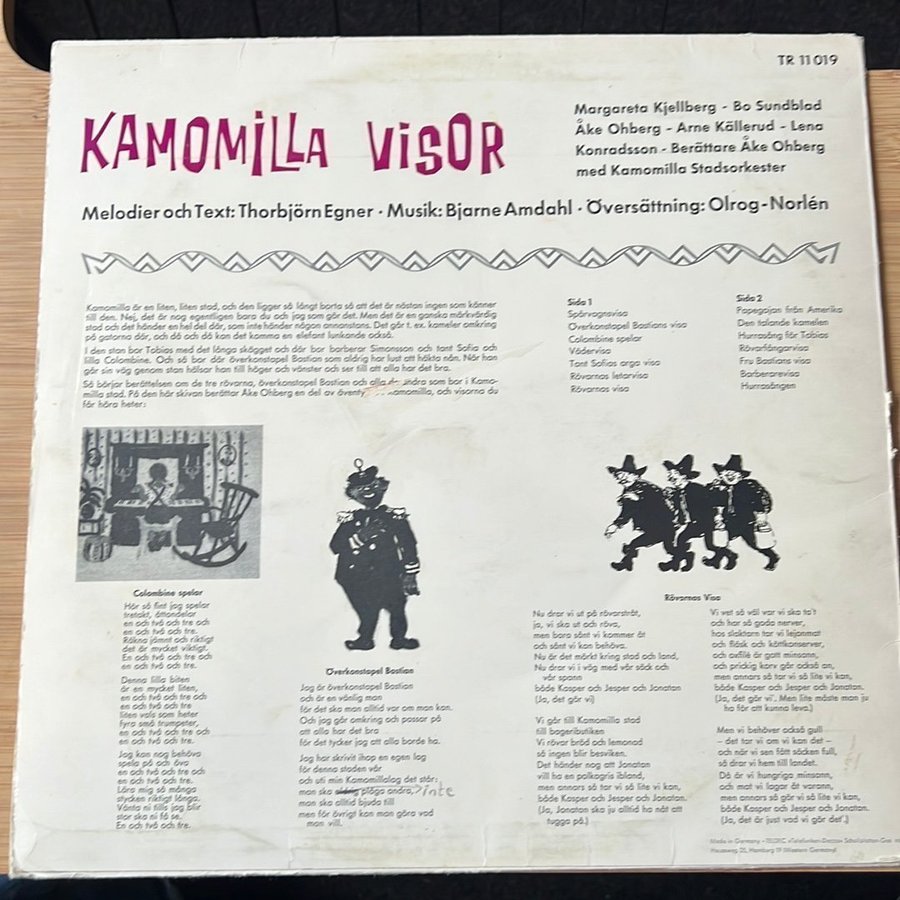 TR 11 019
KAMOMILLA VISOR
Margareta Kjellberg - Bo Sundblad
Åke Ohberg - Arne Källerud - Lena
Konradsson - Berättare Åke Ohberg
med Kamomilla Stadsorkester
Melodier och Text: Thorbjörn Egner · Musik: Bjarne Amdahl · Översättning: Olrog-Norlén
Kamomilla är en liten, liten stad, och den ligger så långt borta så att det är nästan ingen som känner
till den. Nej, det är nog egentligen bara du och jag som gör det. Men det är en ganska märkvärdig
stad och det händer en hel del där, som inte händer någon annanstans. Det går t. ex. kameler omkring
på gatorna där, och då och då kan det komma en elefant lunkande också.
I den stan bor Tobias med det långa skägget och där bor barberar Simonsson och tant Sofia och
lilla Colombine. Och så bor där överkonstapel Bastian som aldrig har lust att häkta nån. När han
går sin väg genom stan hälsar han till höger och vänster och ser till att alla har det bra.
Så börjar berättelsen om de tre rövarna, överkonstapel Bastian och alla de andra som bor i Kamo-
milla stad. På den här skivan berättar Åke Ohberg en del av äventy Kamomilla, och visorna du
får höra heter:
Sida 1
Spårvagnsvisa
Överkonstapel Bastians visa
Colombine spelar
Vädervisa
Tant Sofias arga visa
Rövarnas letarvisa
Rövarnas visa
Sida 2
Papegojan från Amerika
Den talande kamelen
Hurrasång för Tobias
Rövarfångarvisa
Fru Bastians visa
Barberarevisa
Hurrasången
Colombine spelar
Hör så fint jag spelar
tretakt, åttondelar
en och två och tre och
en och två och tre.
Räkna jämnt och riktigt
det är mycket viktigt.
En och två och tre och
en och två och tre.
Denna lilla biten
är en mycket liten,
en och två och tre och
en och två och tre
liten vals som heter
fyra små trumpeter,
en och två och tre och
en och två och tre.
Jag kan nog behöva
spela på och öva
en och två och tre och
en och två och tre.
Lära mig så många
stycken riktigt långa.
Vänta ni tills jag blir
stor ska ni få se.
En och två och tre.
Överkonstapel Bastian
Jag är överkonstapel Bastian
och är en vänlig man
för det ska man alltid var om man kan.
Och jag går omkring och passar på
att alla har det bra
för det tycker jag att alla borde ha.
Jag har skrivit ihop en egen lag
för denna staden vår
och uti min Kamomillalag det står:
man ska plåga andra, inte
man ska alltid bjuda till
men för övrigt kan man göra vad
man vill.
Rövarnas Visa
Nu drar vi ut på rövarstråt,
ja, vi ska ut och röva,
men bara sånt vi kommer åt
och sånt vi kan behöva.
Nu är det mörkt kring stad och land,
Nu drar vi i väg med vår säck och
vår spann
både Kasper och Jesper och Jonatan
(Ja, det gör vi)
Vi går till Kamomilla stad
till bageributiken
Vi rövar bröd och lemonad
så ingen blir besviken.
Det händer nog att Jonatan
vill ha en polkagris ibland,
men annars så tar vi så lite vi kan,
både Kasper och Jesper och Jonatan.
(Ja, Jonatan ska ju alltid ha nåt att
tugga på.)
Vi vet så väl var vi ska ta't
och har så goda nerver,
hos slaktarn tar vi lejonmat
och fläsk och köttkonserver,
och oxfilé är gott minsann,
och prickig korv går också an,
men annars så tar vi så lite vi kan,
både Kasper och Jesper och Jonatan.
(Ja, det gör vi'. Men lite måste man ju
ha för att kunna leva.)
Men vi behöver också gull
– det tar vi om vi kan det –
och när vi sen fått säcken full,
så drar vi hem till landet.
Då är vi hungriga minsann,
och mat vi lagar åt varann,
men annars så gör vi så lite vi kan,
både Kasper och Jesper och Jonatan.
(Ja, det är just vad vi gör det'.)
Made in Germany · TELDEC »Telefunken-Decca« Schallplatten
Heussweg 25, Hamburg 19 (Western Germany)